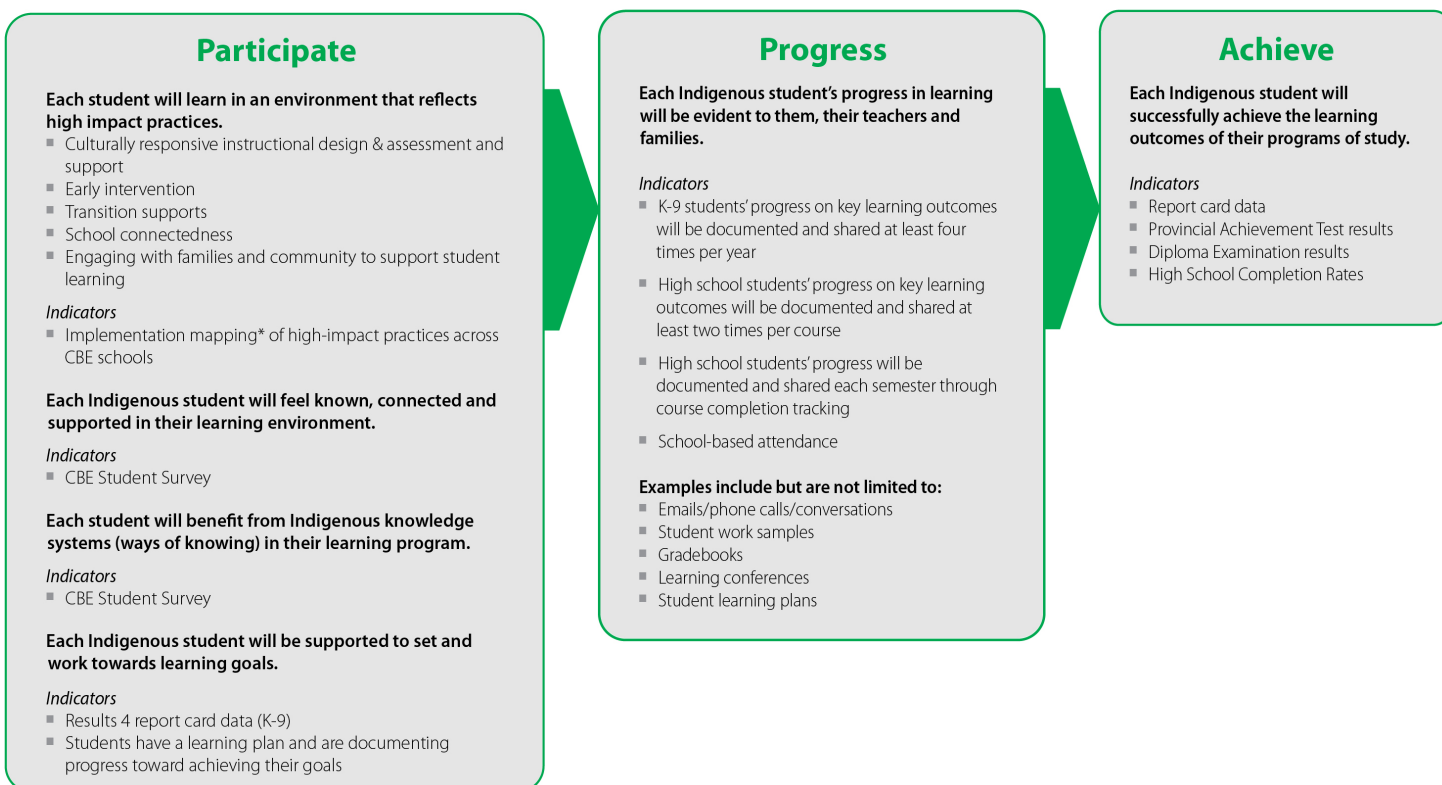 Participate
Each student will learn in an environment that reflects
high impact practices.
■ Culturally responsive instructional design & assessment and
support
■ Early intervention
■ Transition supports
■ School connectedness
■ Engaging with families and community to support student
learning
Indicators
■ Implementation mapping* of high-impact practices across
CBE schools
Each Indigenous student will feel known, connected and
supported in their learning environment.
Indicators
■ CBE Student Survey
Each student will benefit from Indigenous knowledge
systems (ways of knowing) in their learning program.
Indicators
■ CBE Student Survey
Each Indigenous student will be supported to set and
work towards learning goals.
Indicators
■ Results 4 report card data (K-9)
■ Students have a learning plan and are documenting
progress toward achieving their goals
Progress
Each Indigenous student’s progress in learning
will be evident to them, their teachers and
families.
Indicators
■ K-9 students’ progress on key learning outcomes
will be documented and shared at least four
times per year
■ High school students’ progress on key learning
outcomes will be documented and shared at
least two times per course
■ High school students’ progress will be
documented and shared each semester through
course completion tracking
■ School-based attendance
Examples include but are not limited to:
■ Emails/phone calls/conversations
■ Student work samples
■ Gradebooks
■ Learning conferences
■ Student learning plans
Achieve
Each Indigenous student will
successfully achieve the learning
outcomes of their programs of study.
Indicators
■ Report card data
■ Provincial Achievement Test results
■ Diploma Examination results
■ High School Completion Rates